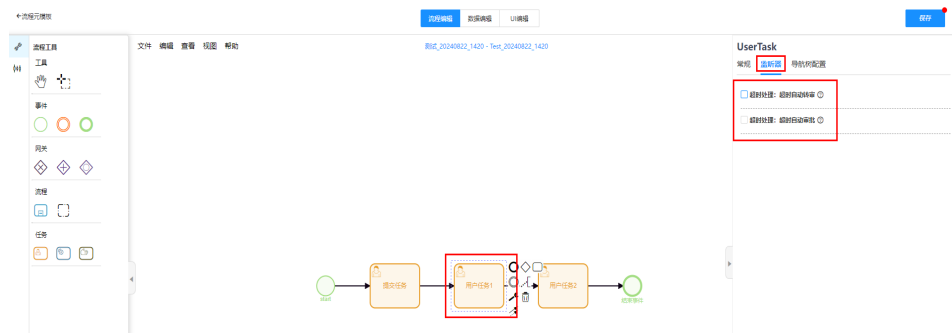 ←流程元模板
流程编辑 数据编辑 UI编辑
保存
流程工具
工具
事件
网关
流程
任务
文件 编辑 查看 视图 帮助
测试_20240822_1420 - Test_20240822_1420
start
提交任务
用户任务1
用户任务2
结束事件
UserTask
常规 监听器 导航树配置
超时处理：超时自动转审
超时处理：超时自动审批